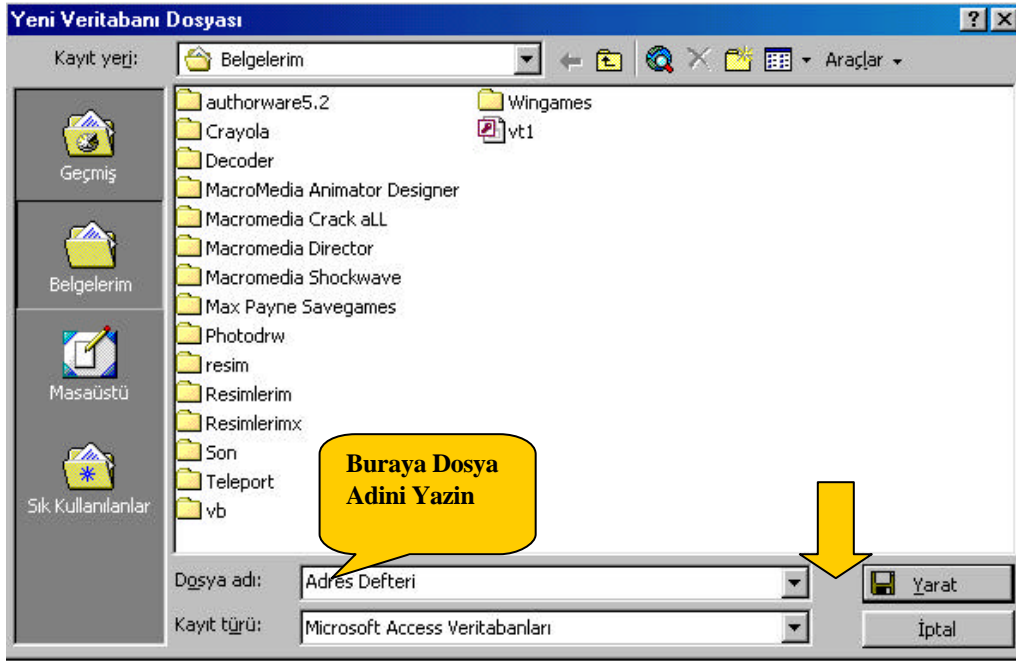 Yeni Veritabanı Dosyası
Kayıt yeri:
Belgelerim
Araçlar
Geçmiş
Belgelerim
Masaüstü
Sık Kullanılanlar
authorware5.2
Crayola
Decoder
MacroMedia Animator Designer
Macromedia Crack aLL
Macromedia Director
Macromedia Shockwave
Max Payne Savegames
Photodrw
resim
Resimlerim
Resimlerimx
Son
Teleport
vb
Wingames
vt1
Buraya Dosya
Adini Yazin
Dosya adı:
Adres Defteri
Yarat
Kayıt türü:
Microsoft Access Veritabanları
İptal